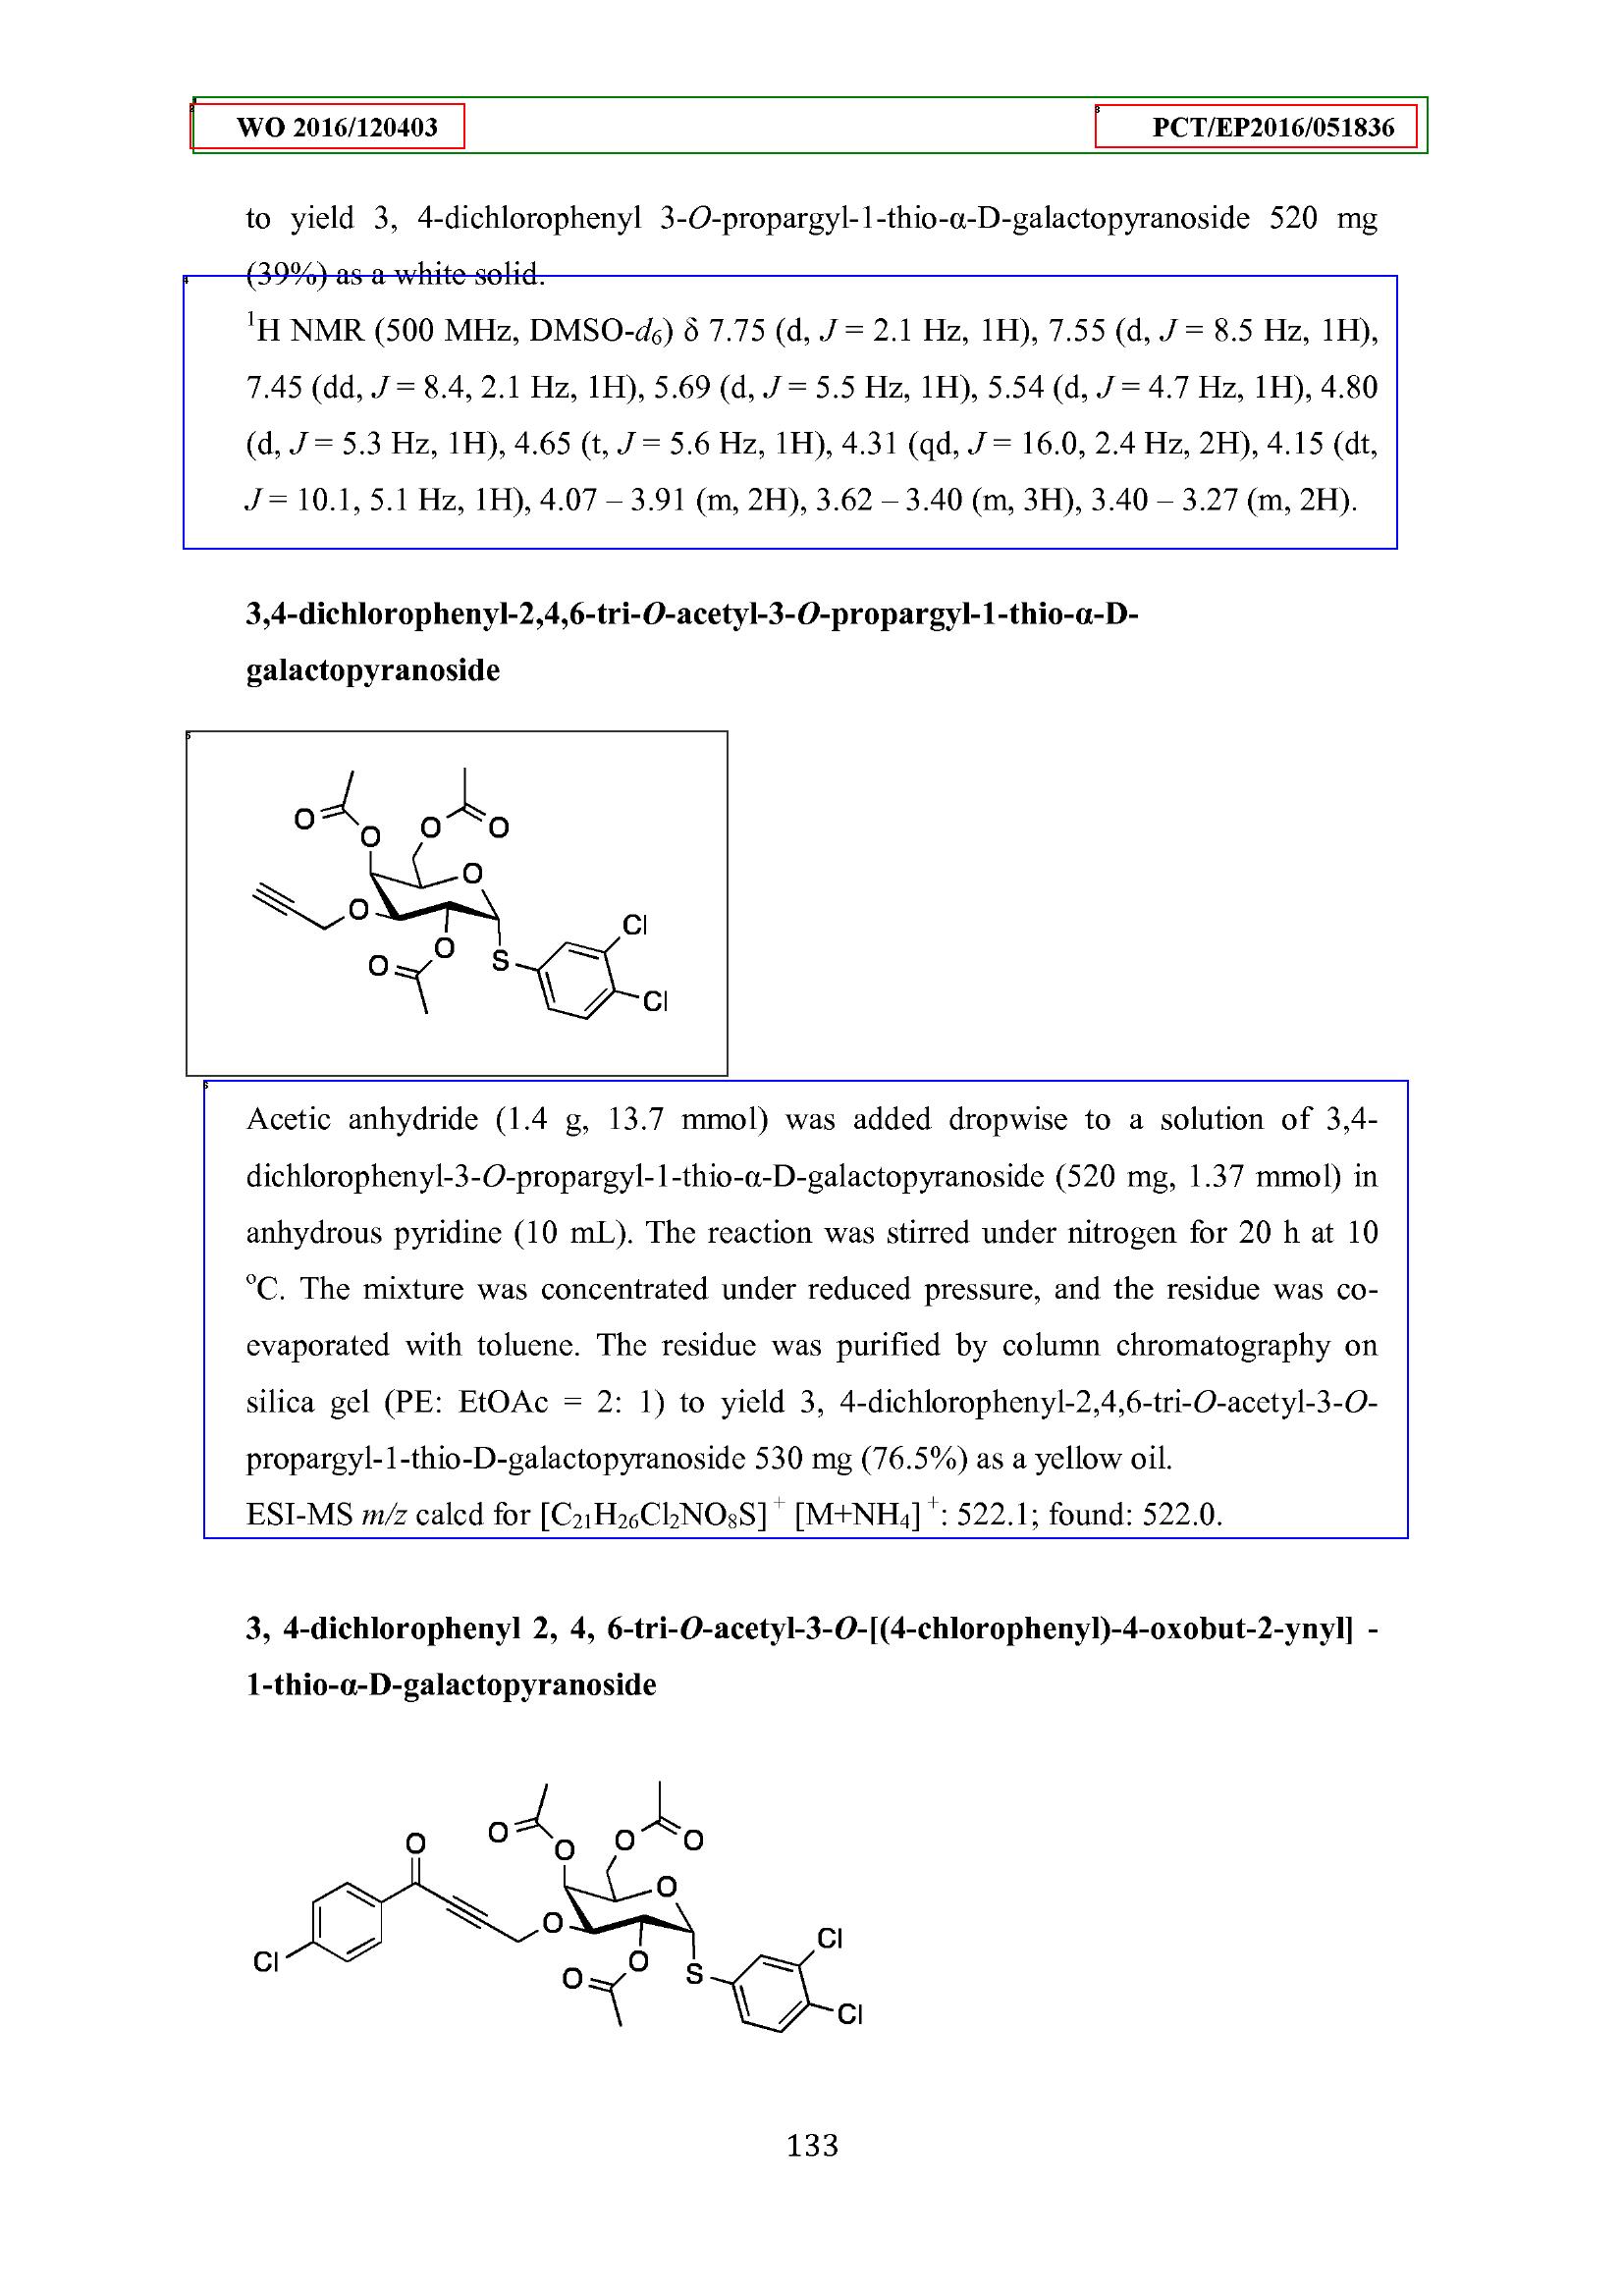 WO 2016/120403 PCT/EP2016/051836
to yield 3, 4-dichlorophenyl 3-O-propargyl-1-thio-α-D-galactopyranoside 520 mg
(39%) as a white solid.
¹H NMR (500 MHz, DMSO-d₆) δ 7.75 (d, J = 2.1 Hz, 1H), 7.55 (d, J = 8.5 Hz, 1H),
7.45 (dd, J = 8.4, 2.1 Hz, 1H), 5.69 (d, J = 5.5 Hz, 1H), 5.54 (d, J = 4.7 Hz, 1H), 4.80
(d, J = 5.3 Hz, 1H), 4.65 (t, J = 5.6 Hz, 1H), 4.31 (qd, J = 16.0, 2.4 Hz, 2H), 4.15 (dt,
J = 10.1, 5.1 Hz, 1H), 4.07 – 3.91 (m, 2H), 3.62 – 3.40 (m, 3H), 3.40 – 3.27 (m, 2H).
3,4-dichlorophenyl-2,4,6-tri-O-acetyl-3-O-propargyl-1-thio-α-D-
galactopyranoside
O O O O
O
O
O
O
S
Cl
Cl
Acetic anhydride (1.4 g, 13.7 mmol) was added dropwise to a solution of 3,4-
dichlorophenyl-3-O-propargyl-1-thio-α-D-galactopyranoside (520 mg, 1.37 mmol) in
anhydrous pyridine (10 mL). The reaction was stirred under nitrogen for 20 h at 10
°C. The mixture was concentrated under reduced pressure, and the residue was co-
evaporated with toluene. The residue was purified by column chromatography on
silica gel (PE: EtOAc = 2: 1) to yield 3, 4-dichlorophenyl-2,4,6-tri-O-acetyl-3-O-
propargyl-1-thio-D-galactopyranoside 530 mg (76.5%) as a yellow oil.
ESI-MS m/z calcd for [C₂₁H₂₆Cl₂NO₈S]⁺ [M+NH₄]⁺: 522.1; found: 522.0.
3, 4-dichlorophenyl 2, 4, 6-tri-O-acetyl-3-O-[(4-chlorophenyl)-4-oxobut-2-ynyl] -
1-thio-α-D-galactopyranoside
O O O O O
O
O
O
O
S
Cl
Cl
Cl
133